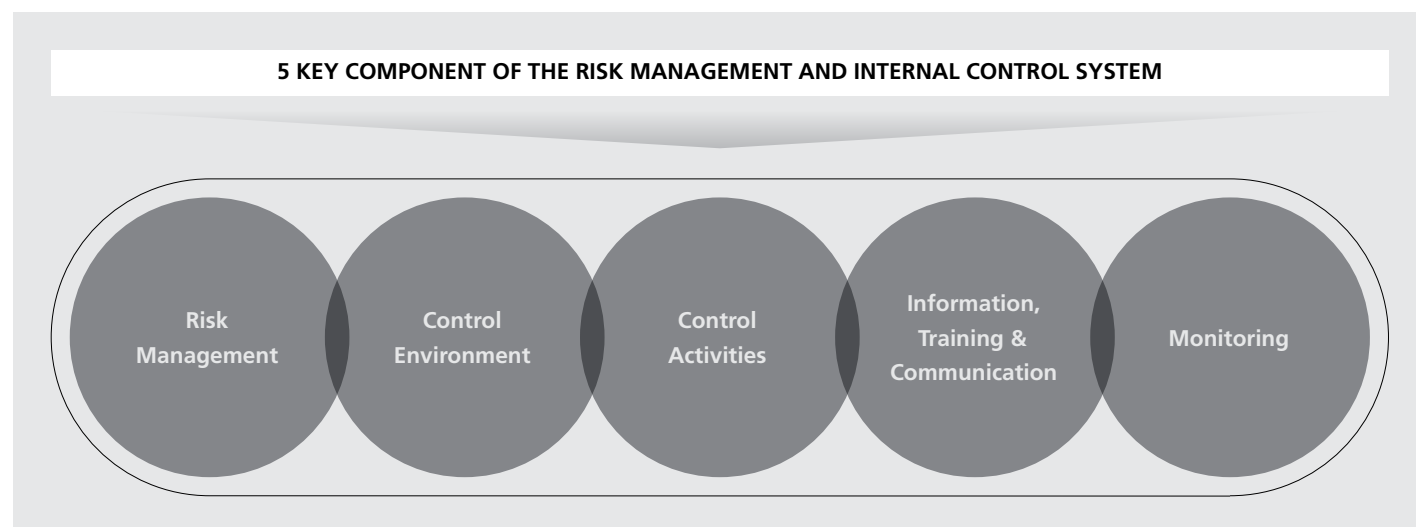 5 KEY COMPONENT OF THE RISK MANAGEMENT AND INTERNAL CONTROL SYSTEM
Risk
Management
Control
Environment
Control
Activities
Information,
Training &
Communication
Monitoring